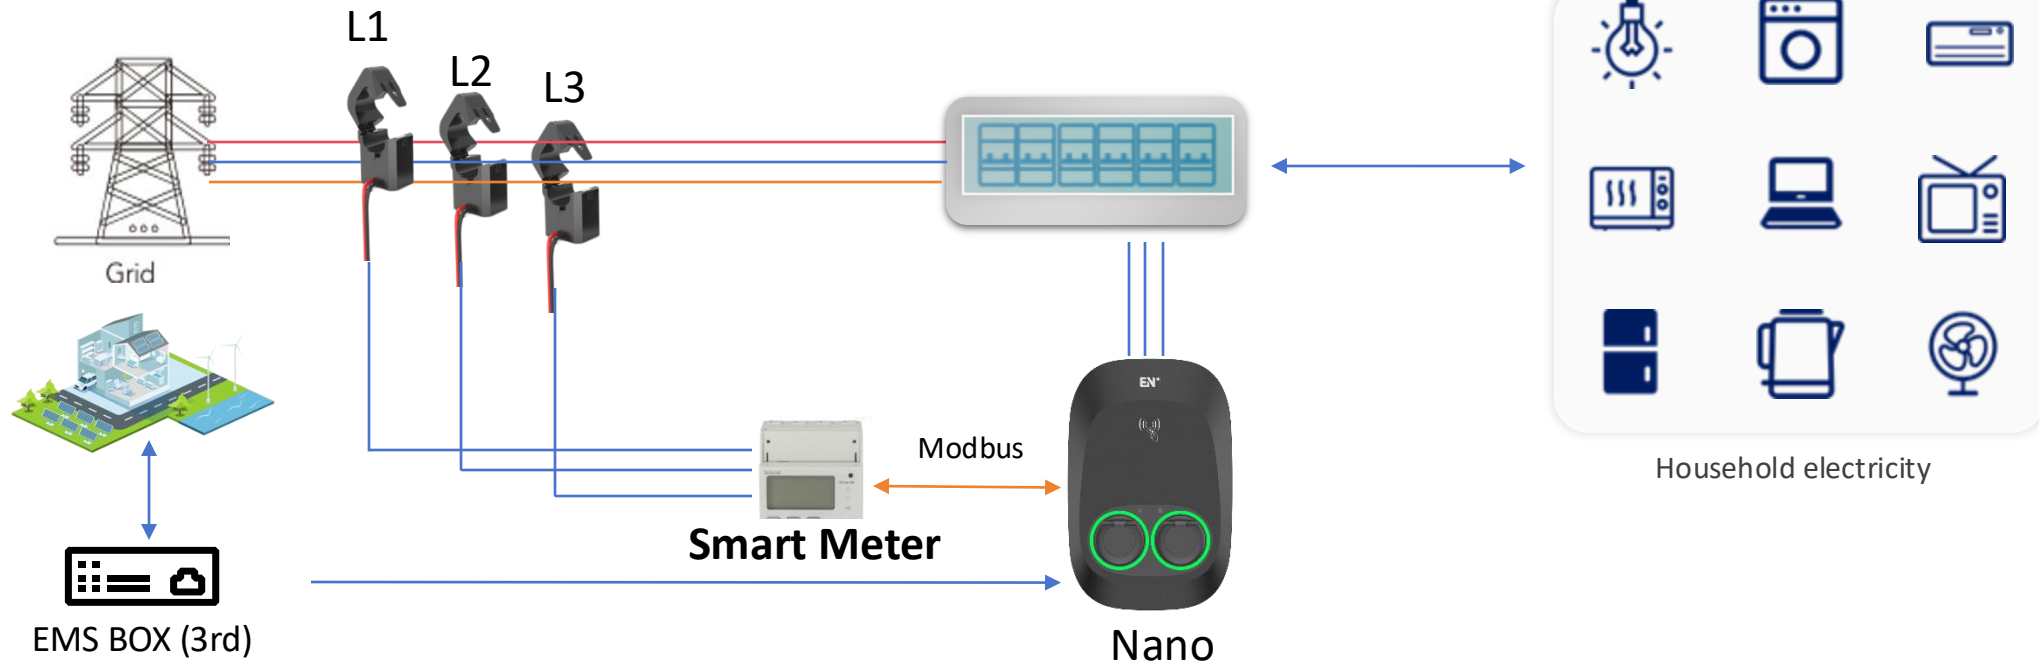 L1
L2
L3
Grid
EN+
Modbus
Smart Meter
Household electricity
EMS BOX (3rd)
Nano